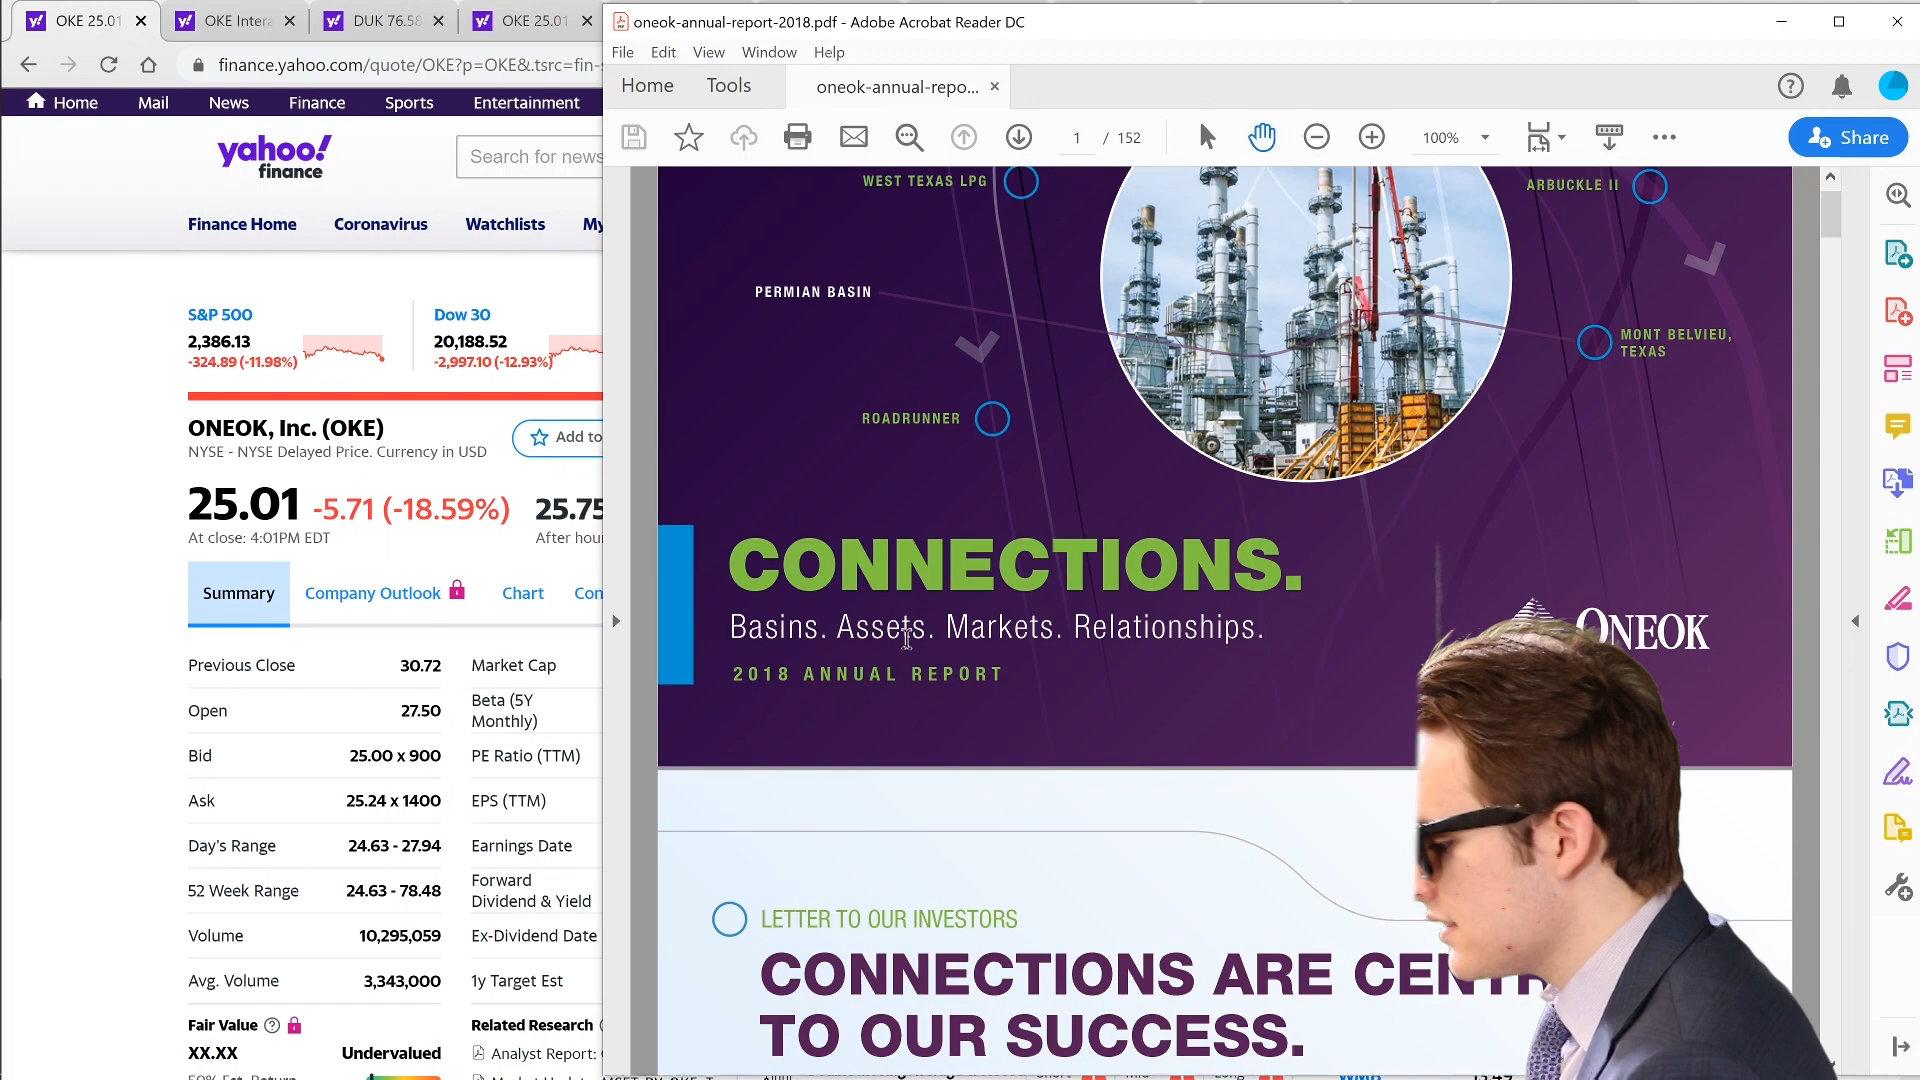 OKE 25.01
OKE Intera
DUK 76.58
OKE 25.01
finance.yahoo.com/quote/OKE?p=OKE&.tsrc=fin-s
Home Mail News Finance Sports Entertainment
yahoo!
finance
Search for news
Finance Home Coronavirus Watchlists My
S&P 500
2,386.13
-324.89 (-11.98%)
Dow 30
20,188.52
-2,997.10 (-12.93%)
ONEOK, Inc. (OKE)
NYSE - NYSE Delayed Price. Currency in USD
Add to
25.01 -5.71 (-18.59%) 25.75
At close: 4:01PM EDT After hou
Summary Company Outlook Chart Con
Previous Close 30.72 Market Cap
Open 27.50 Beta (5Y
Monthly)
Bid 25.00 x 900 PE Ratio (TTM)
Ask 25.24 x 1400 EPS (TTM)
Day's Range 24.63 - 27.94 Earnings Date
52 Week Range 24.63 - 78.48 Forward
Dividend & Yield
Volume 10,295,059 Ex-Dividend Date
Avg. Volume 3,343,000 1y Target Est
Fair Value Related Research
XX.XX Undervalued Analyst Report:
oneok-annual-report-2018.pdf - Adobe Acrobat Reader DC
File Edit View Window Help
Home Tools oneok-annual-repo...
1 / 152
100%
Share
WEST TEXAS LPG
ARBUCKLE II
PERMIAN BASIN
MONT BELVIEU,
TEXAS
ROADRUNNER
CONNECTIONS.
Basins. Assets. Markets. Relationships.
2018 ANNUAL REPORT
ONEOK
LETTER TO OUR INVESTORS
CONNECTIONS ARE CENTR
TO OUR SUCCESS.